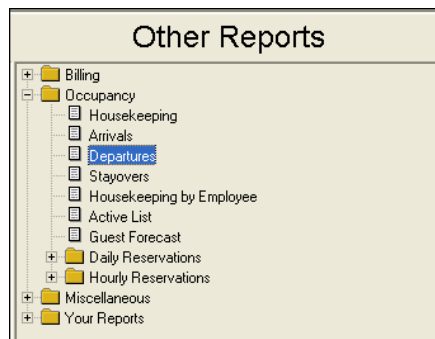 Other Reports
Billing
Occupancy
Housekeeping
Arrivals
Departures
Stayovers
Housekeeping by Employee
Active List
Guest Forecast
Daily Reservations
Hourly Reservations
Miscellaneous
Your Reports